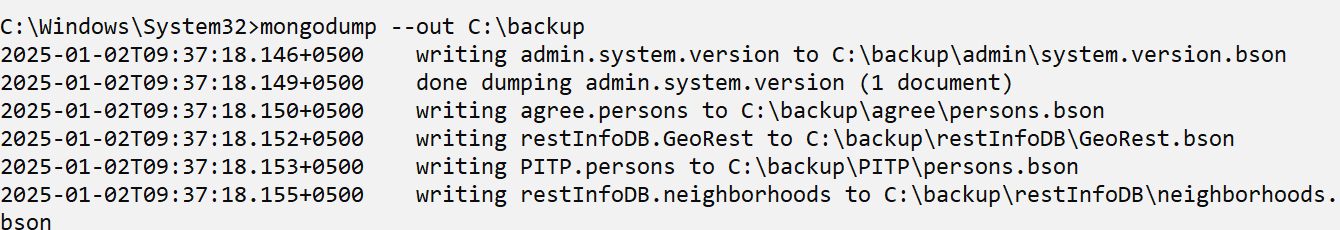 C:\Windows\System32>mongodump --out C:\backup
2025-01-02T09:37:18.146+0500    writing admin.system.version to C:\backup\admin\system.version.bson
2025-01-02T09:37:18.149+0500    done dumping admin.system.version (1 document)
2025-01-02T09:37:18.150+0500    writing agree.persons to C:\backup\agree\persons.bson
2025-01-02T09:37:18.152+0500    writing restInfoDB.GeoRest to C:\backup\restInfoDB\GeoRest.bson
2025-01-02T09:37:18.153+0500    writing PITP.persons to C:\backup\PITP\persons.bson
2025-01-02T09:37:18.155+0500    writing restInfoDB.neighborhoods to C:\backup\restInfoDB\neighborhoods.
bson